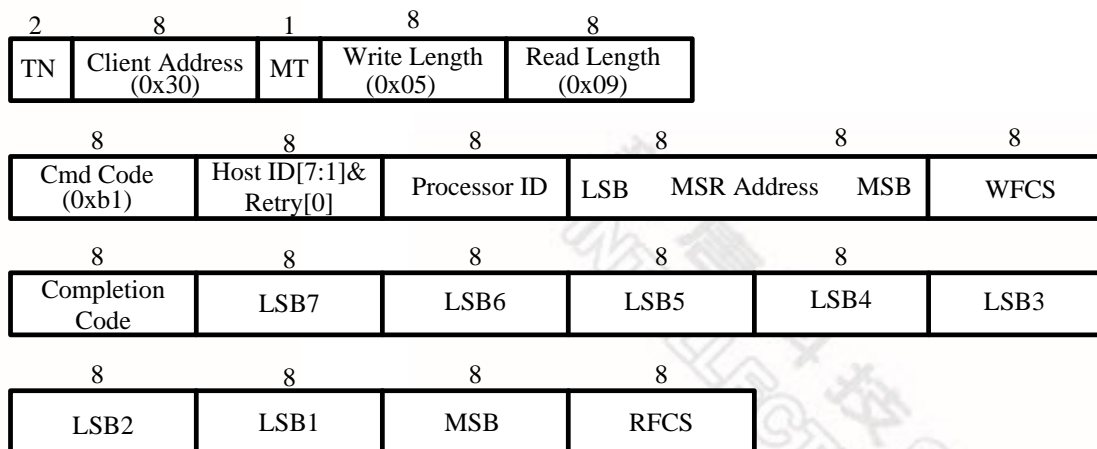 2 8 1 8 8
TN Client Address (0x30) MT Write Length (0x05) Read Length (0x09)
8 8 8 8 8 8
Cmd Code (0xb1) Host ID[7:1]& Retry[0] Processor ID LSB MSR Address MSB WFCS
8 8 8 8 8
Completion Code LSB7 LSB6 LSB5 LSB4 LSB3
8 8 8 8
LSB2 LSB1 MSB RFCS